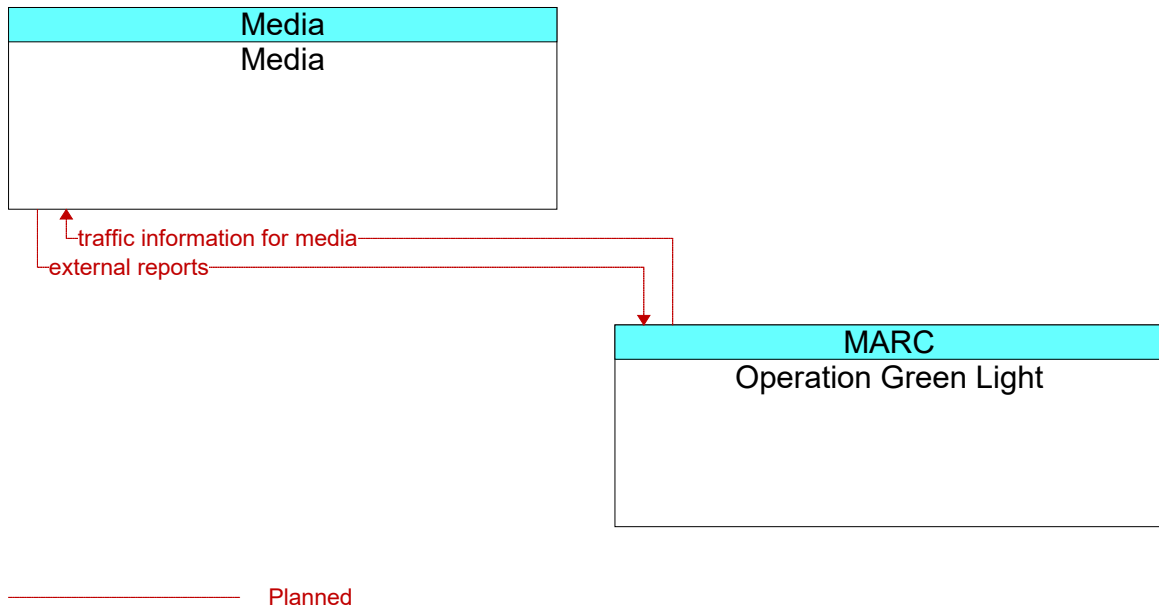 Media
Media
traffic information for media
external reports
MARC
Operation Green Light
Planned